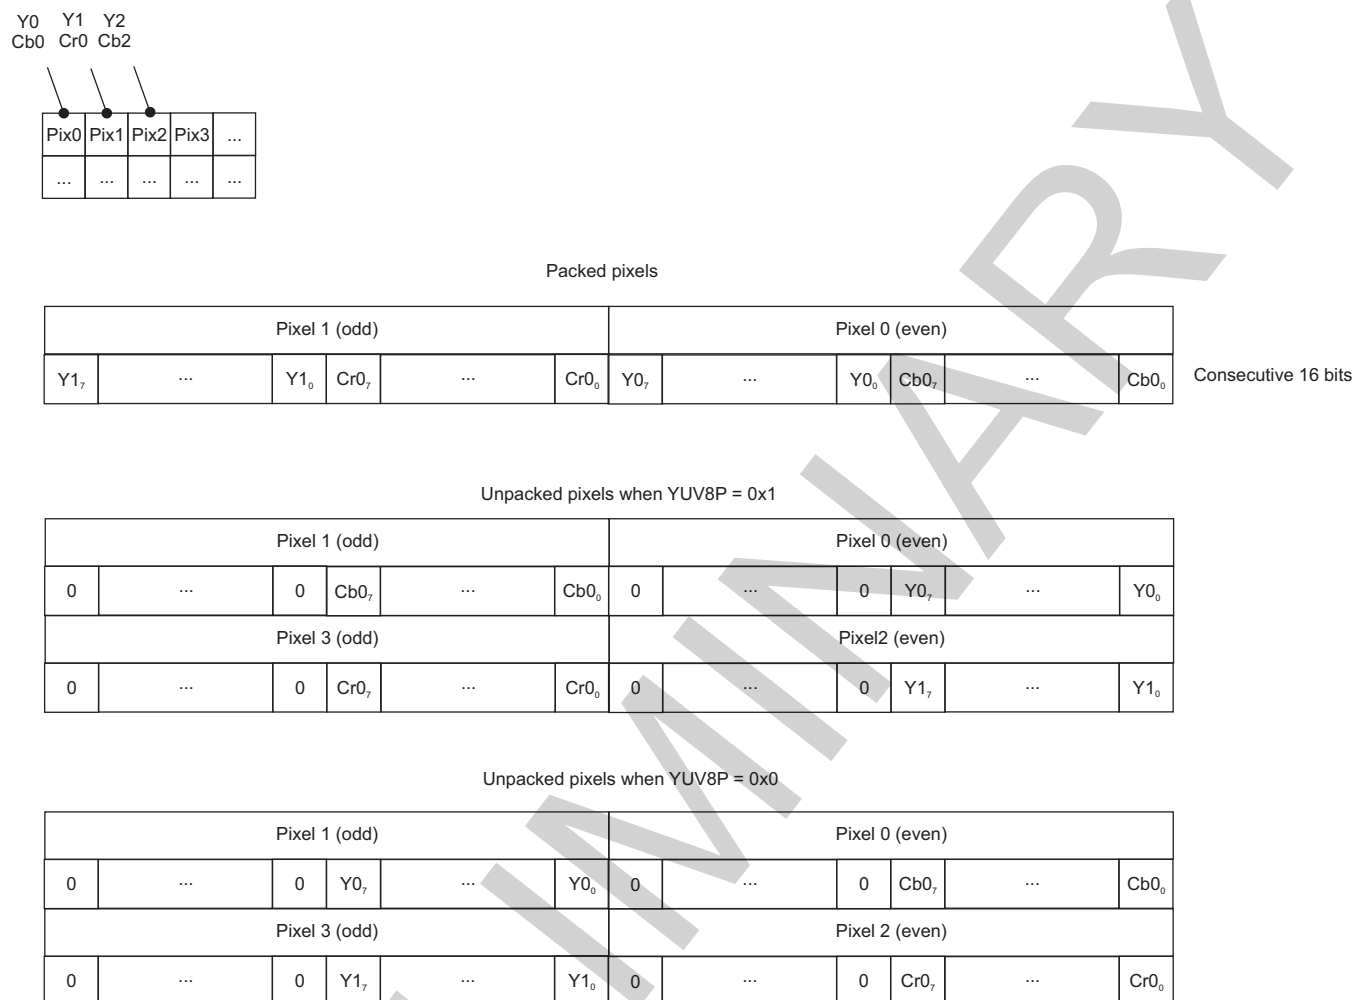 Y0 Y1 Y2
Cb0 Cr0 Cb2
Pix0 Pix1 Pix2 Pix3 ...
... ... ... ... ...
Packed pixels
Pixel 1 (odd) Pixel 0 (even)
Y1₇ ... Y1₀ Cr0₇ ... Cr0₀ Y0₇ ... Y0₀ Cb0₇ ... Cb0₀ Consecutive 16 bits
Unpacked pixels when YUV8P = 0x1
Pixel 1 (odd) Pixel 0 (even)
0 ... 0 Cb0₇ ... Cb0₀ 0 ... 0 Y0₇ ... Y0₀
Pixel 3 (odd) Pixel2 (even)
0 ... 0 Cr0₇ ... Cr0₀ 0 ... 0 Y1₇ ... Y1₀
Unpacked pixels when YUV8P = 0x0
Pixel 1 (odd) Pixel 0 (even)
0 ... 0 Y0₇ ... Y0₀ 0 ... 0 Cb0₇ ... Cb0₀
Pixel 3 (odd) Pixel 2 (even)
0 ... 0 Y1₇ ... Y1₀ 0 ... 0 Cr0₇ ... Cr0₀
IMINARY